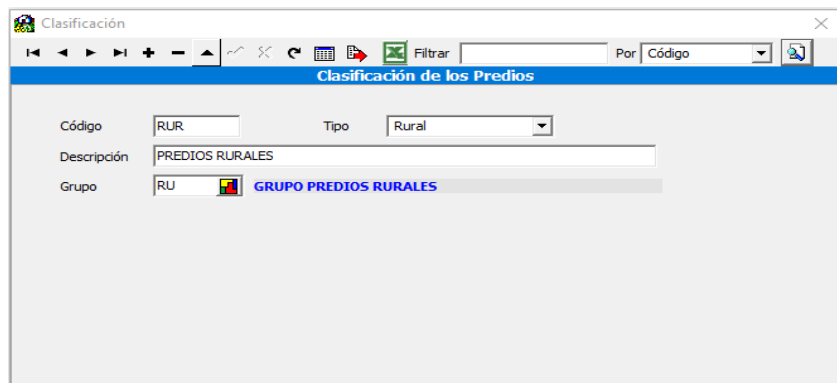 Clasificación
Filtrar Por Código
Clasificación de los Predios
Código RUR Tipo Rural
Descripción PREDIOS RURALES
Grupo RU GRUPO PREDIOS RURALES